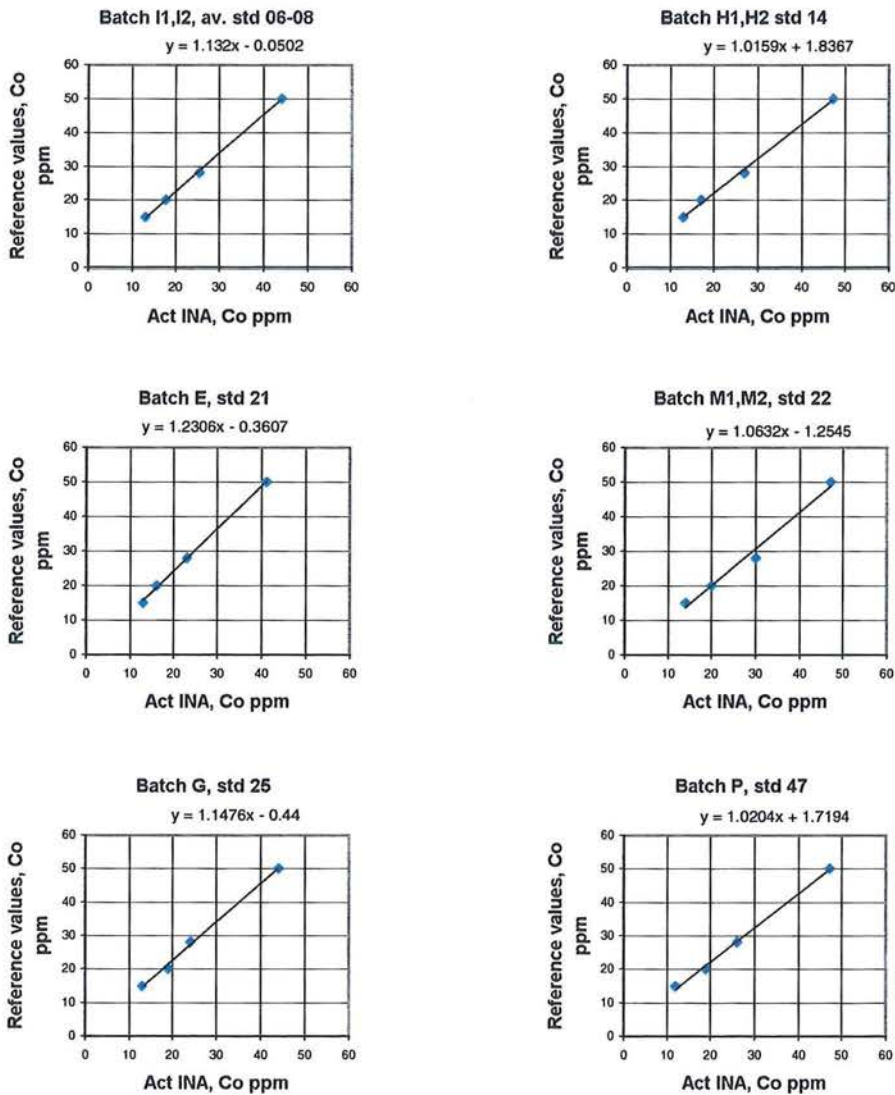 Batch I1,I2, av. std 06-08
y = 1.132x - 0.0502
Reference values, Co
ppm
60
50
40
30
20
10
0
0 10 20 30 40 50 60
Act INA, Co ppm
Batch H1,H2 std 14
y = 1.0159x + 1.8367
Reference values, Co
ppm
60
50
40
30
20
10
0
0 10 20 30 40 50 60
Act INA, Co ppm
Batch E, std 21
y = 1.2306x - 0.3607
Reference values, Co
ppm
60
50
40
30
20
10
0
0 10 20 30 40 50 60
Act INA, Co ppm
Batch M1,M2, std 22
y = 1.0632x - 1.2545
Reference values, Co
ppm
60
50
40
30
20
10
0
0 10 20 30 40 50 60
Act INA, Co ppm
Batch G, std 25
y = 1.1476x - 0.44
Reference values, Co
ppm
60
50
40
30
20
10
0
0 10 20 30 40 50 60
Act INA, Co ppm
Batch P, std 47
y = 1.0204x + 1.7194
Reference values, Co
ppm
60
50
40
30
20
10
0
0 10 20 30 40 50 60
Act INA, Co ppm